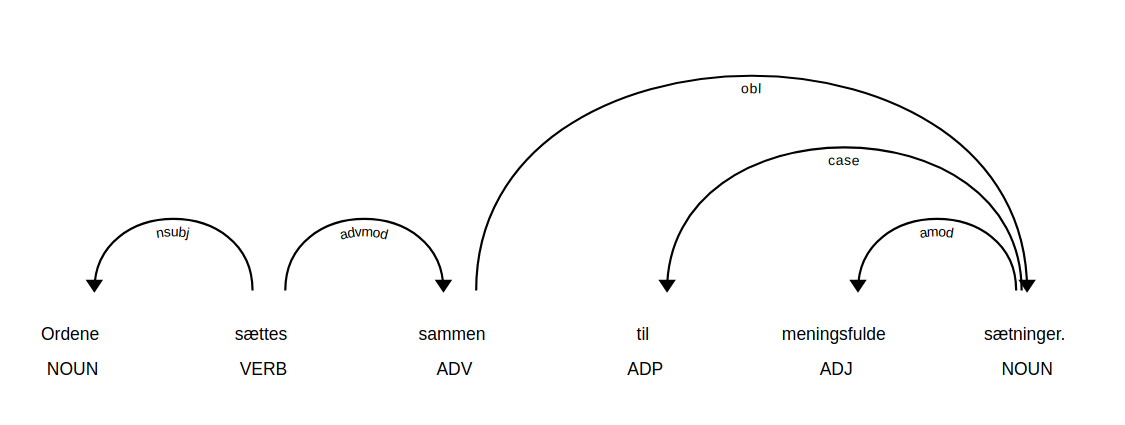 obl
case
nsubj advmod amod
Ordene sættes sammen til meningsfulde sætninger.
NOUN VERB ADV ADP ADJ NOUN